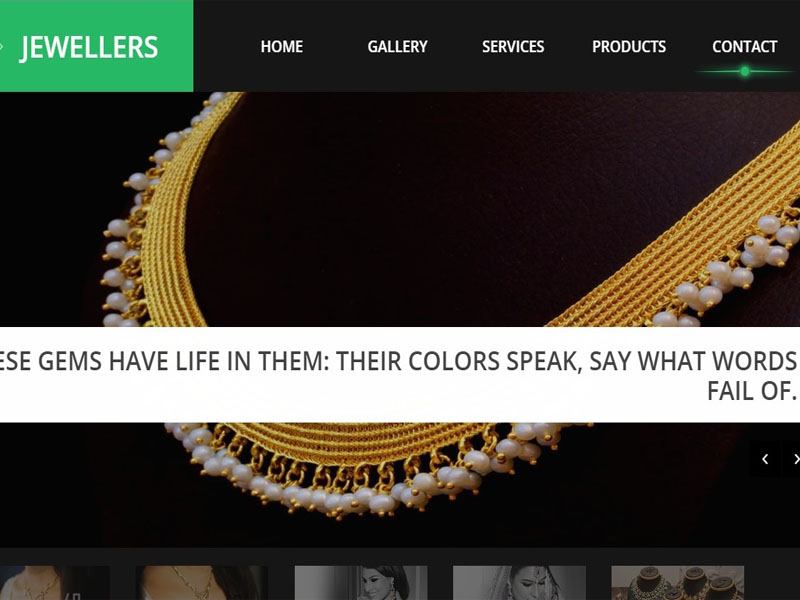 JEWELLERS
HOME GALLERY SERVICES PRODUCTS CONTACT
ESE GEMS HAVE LIFE IN THEM: THEIR COLORS SPEAK, SAY WHAT WORDS
FAIL OF.